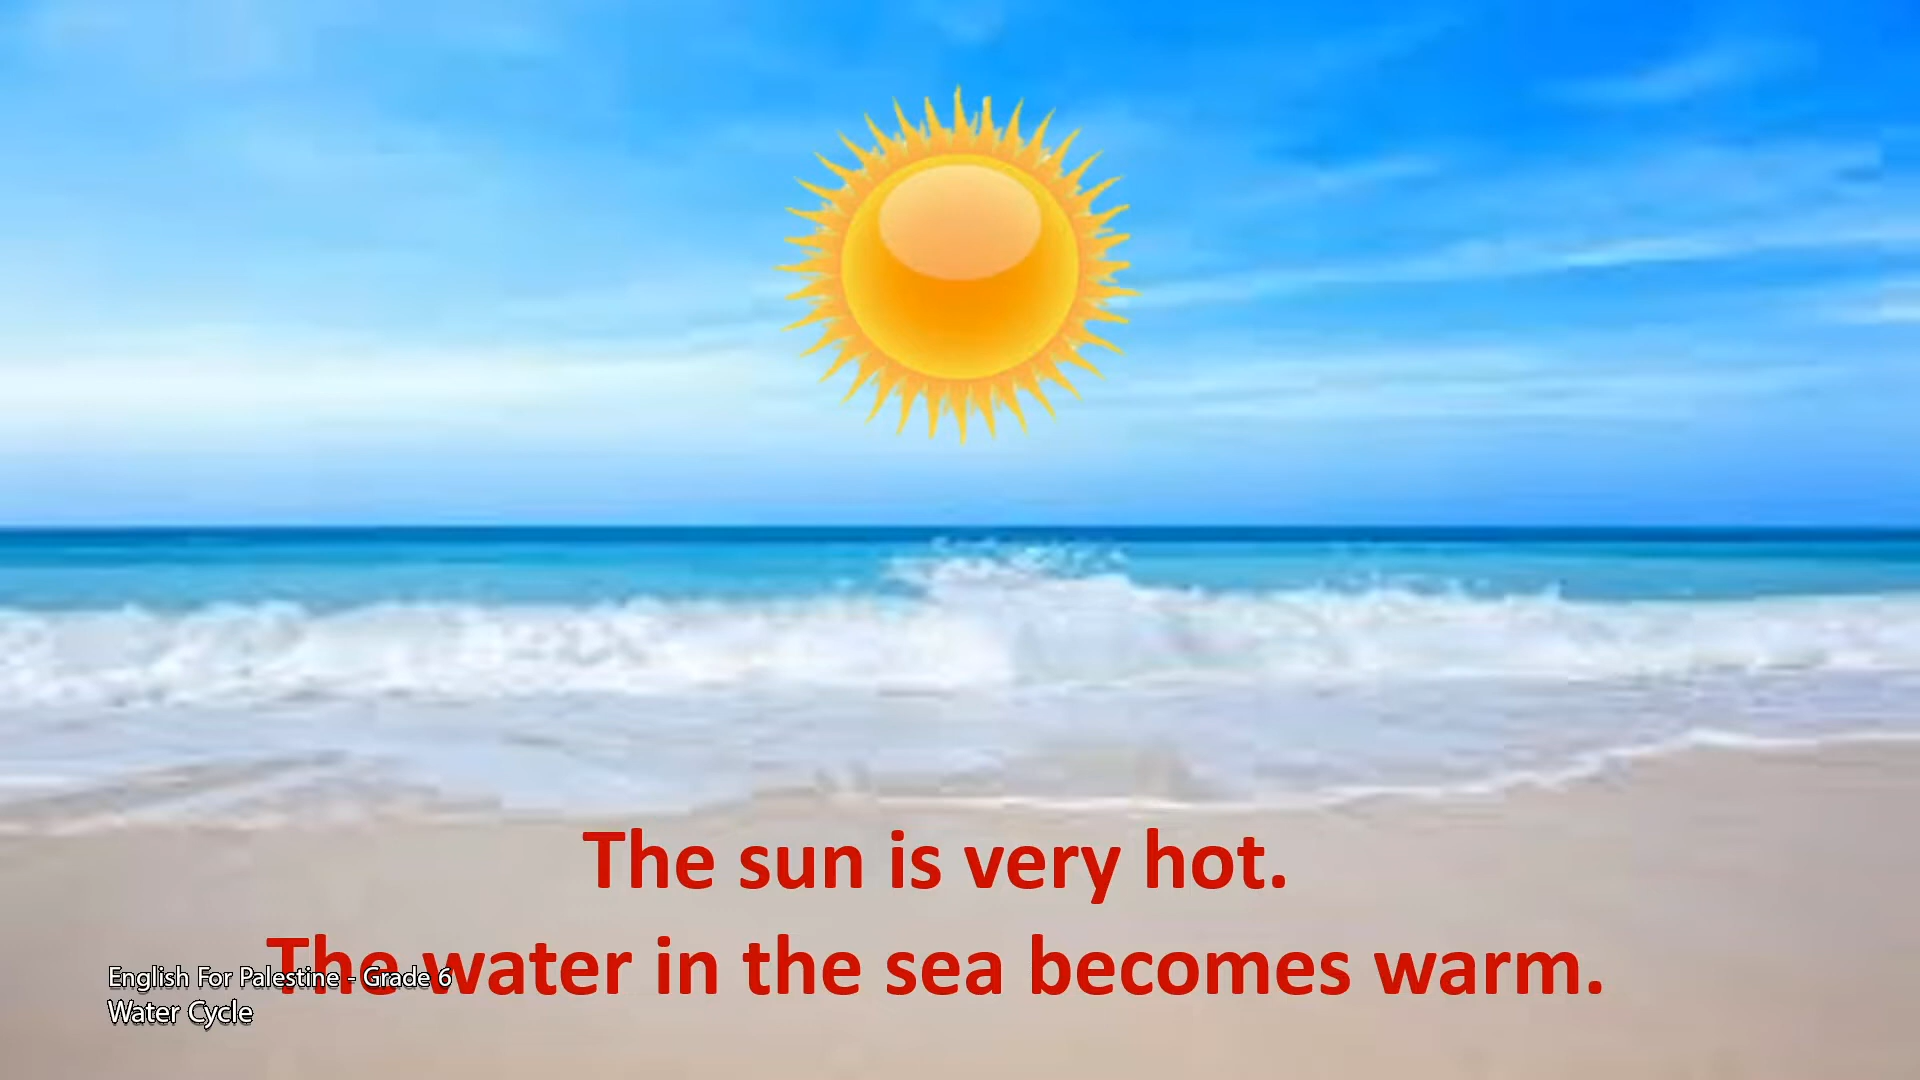 The sun is very hot.
The water in the sea becomes warm.
English For Palestine - Grade 6
Water Cycle